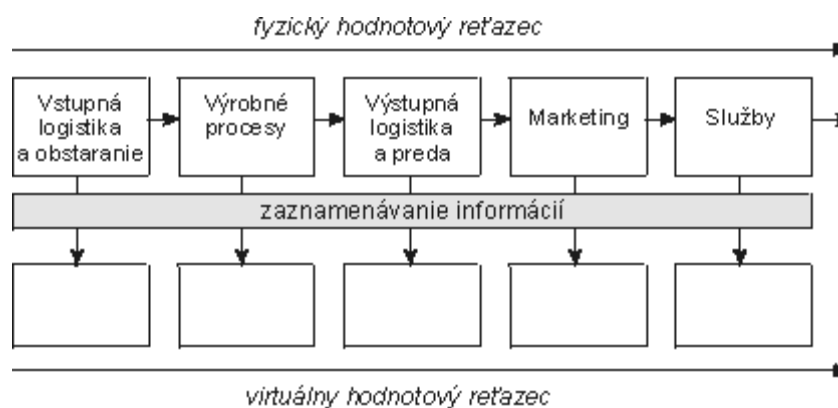 fyzický hodnotový reťazec
Vstupná
logistika
a obstaranie
Výrobné
procesy
Výstupná
logistika
a preda
Marketing
Služby
zaznamenávanie informácií
virtuálny hodnotový reťazec